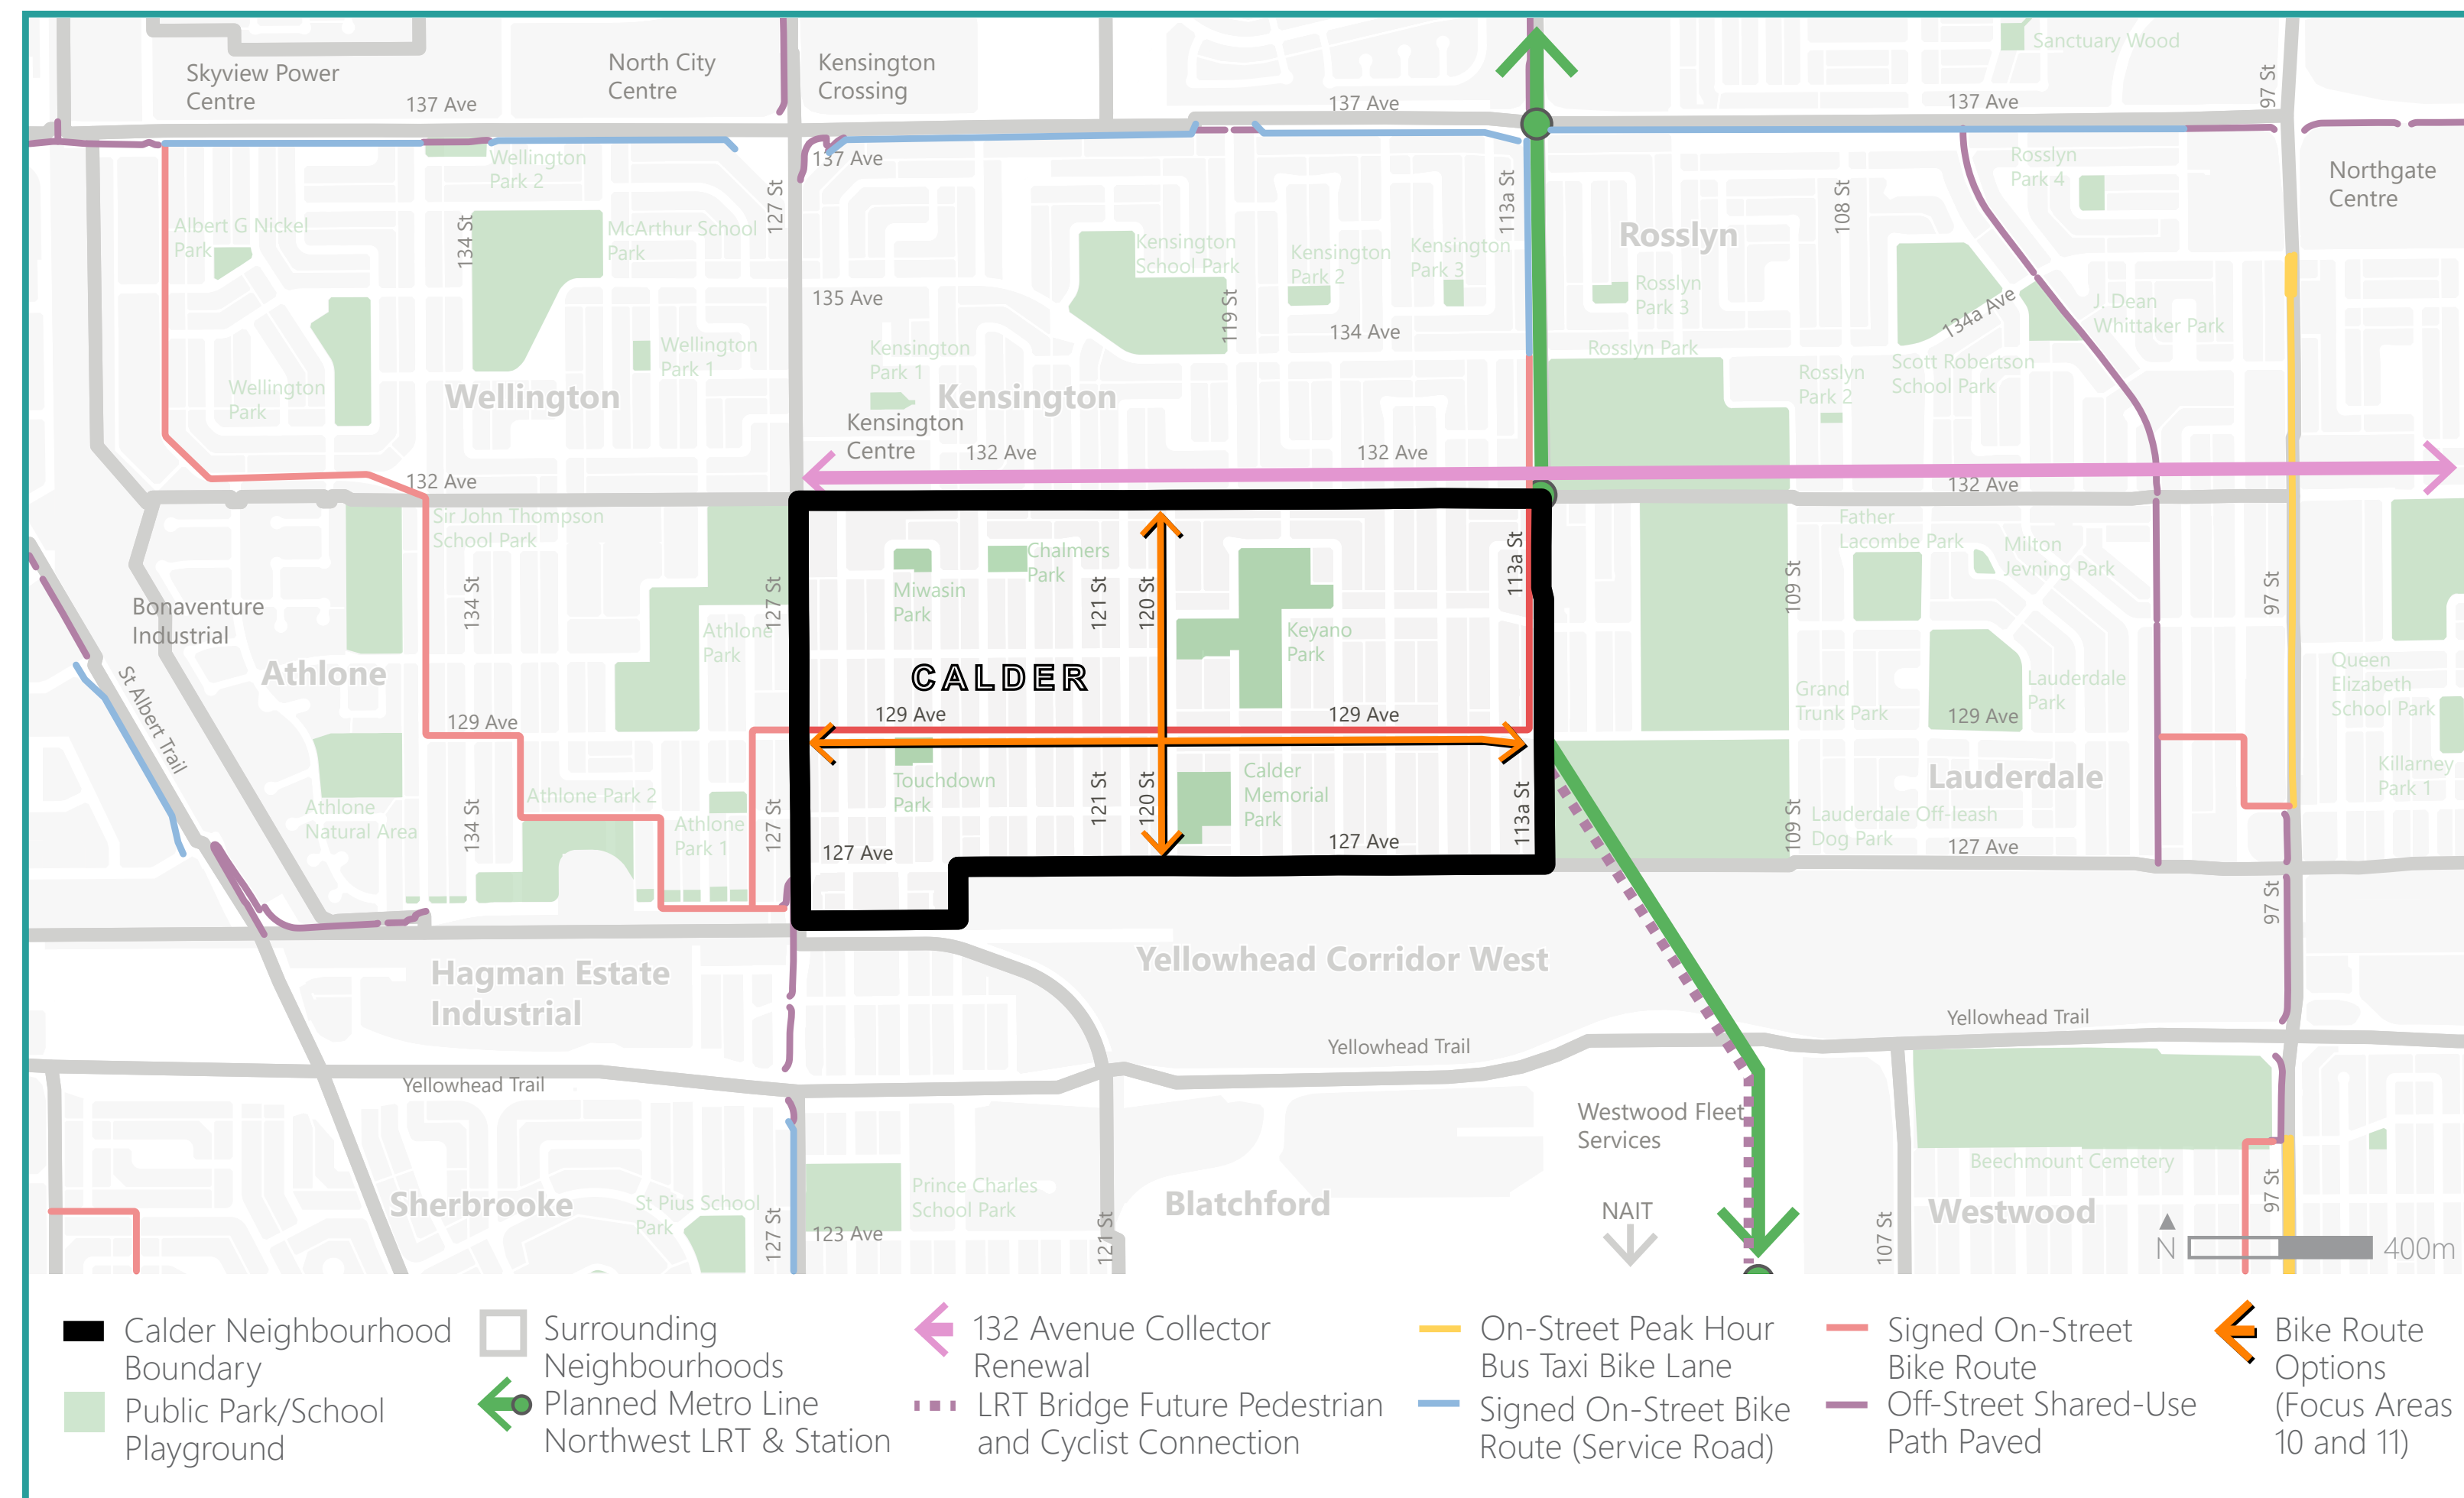 Sanctuary Wood
Skyview Power
Centre
North City
Centre
Kensington
Crossing
97 St
137 Ave
137 Ave
137 Ave
137 Ave
Wellington
Park 2
Rosslyn
Park 4
Northgate
Centre
127 St
113a St
108 St
Albert G Nickel
Park
134 St
McArthur School
Park
Kensington
School Park
Kensington
Park 2
Kensington
Park 3
Rosslyn
135 Ave
119 St
134 Ave
Rosslyn
Park 3
134a Ave
J. Dean
Whittaker Park
Wellington
Park 1
Kensington
Park 1
Rosslyn Park
Rosslyn
Park 2
Scott Robertson
School Park
Wellington
Park
Wellington
Kensington
Kensington
Centre
132 Ave
132 Ave
132 Ave
132 Ave
Sir John Thompson
School Park
Father
Lacombe Park
Milton
Jevning Park
Chalmers
Park
Miwasin
Park
113a St
134 St
127 St
121 St
120 St
109 St
97 St
Bonaventure
Industrial
Athlone
Park
Keyano
Park
Athlone
CALDER
St Albert Trail
Grand
Trunk Park
Lauderdale
Park
Queen
Elizabeth
School Park
129 Ave
129 Ave
129 Ave
129 Ave
Touchdown
Park
Calder
Memorial
Park
Lauderdale
Killarney
Park 1
Athlone
Natural Area
Athlone Park 2
Athlone
Park 1
134 St
127 St
121 St
120 St
113a St
109 St
Lauderdale Off-leash
Dog Park
127 Ave
127 Ave
127 Ave
97 St
Hagman Estate
Industrial
Yellowhead Corridor West
Yellowhead Trail
Yellowhead Trail
Yellowhead Trail
Westwood Fleet
Services
Beechmount Cemetery
Sherbrooke
St Pius School
Park
Prince Charles
School Park
Blatchford
NAIT
Westwood
127 St
123 Ave
121 St
107 St
97 St
N
400m
Calder Neighbourhood
Boundary
Public Park/School
Playground
Surrounding
Neighbourhoods
Planned Metro Line
Northwest LRT & Station
132 Avenue Collector
Renewal
LRT Bridge Future Pedestrian
and Cyclist Connection
On-Street Peak Hour
Bus Taxi Bike Lane
Signed On-Street Bike
Route (Service Road)
Signed On-Street
Bike Route
Off-Street Shared-Use
Path Paved
Bike Route
Options
(Focus Areas
10 and 11)